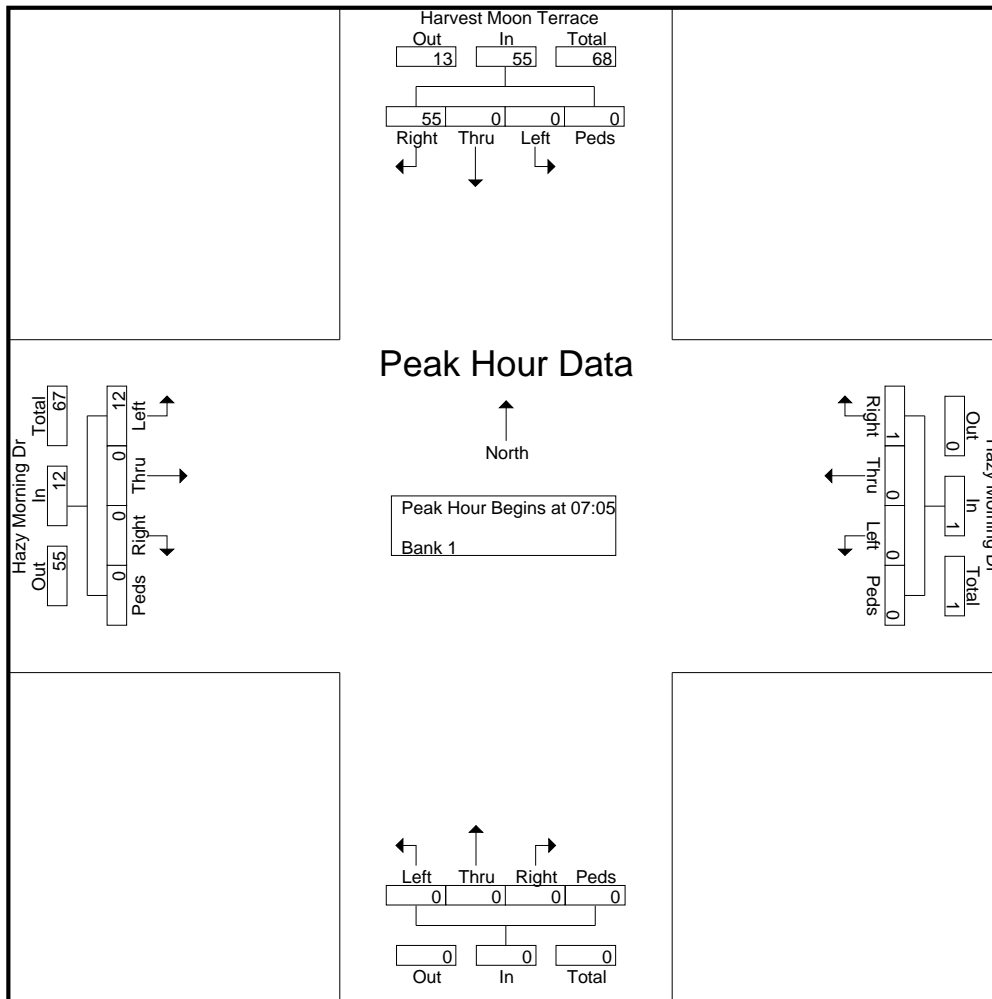 Harvest Moon Terrace
Out In Total
13 55 68
55 0 0 0
Right Thru Left Peds
Peak Hour Data
North
Peak Hour Begins at 07:05
Bank 1
Hazy Morning Dr
Total In Out
67 12 55
12 0 0 0
Left Thru Right Peds
Right Thru Left Peds
1 0 0 0
Out In Total
0 1 1
Hazy Morning Dr
Left Thru Right Peds
0 0 0 0
0 0 0
Out In Total